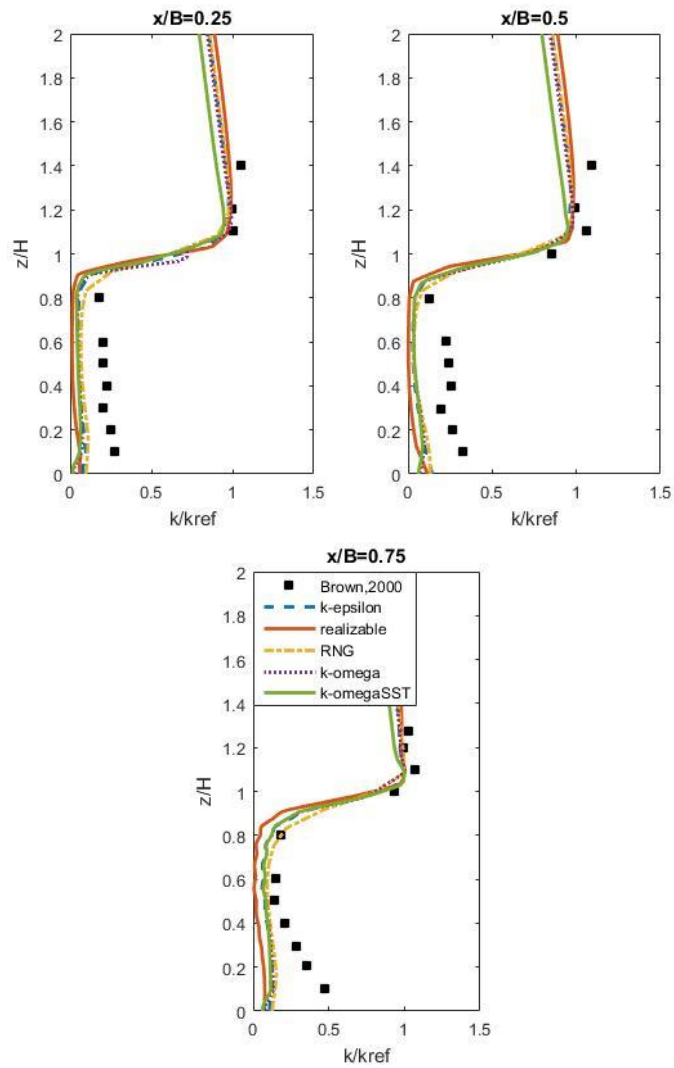 x/B=0.25
2
1.8
1.6
1.4
1.2
1
0.8
0.6
0.4
0.2
0
z/H
0 0.5 1 1.5
k/kref
x/B=0.5
2
1.8
1.6
1.4
1.2
1
0.8
0.6
0.4
0.2
0
z/H
0 0.5 1 1.5
k/kref
x/B=0.75
2
1.8
1.6
1.4
1.2
1
0.8
0.6
0.4
0.2
0
z/H
Brown,2000
k-epsilon
realizable
RNG
k-omega
k-omegaSST
0 0.5 1 1.5
k/kref